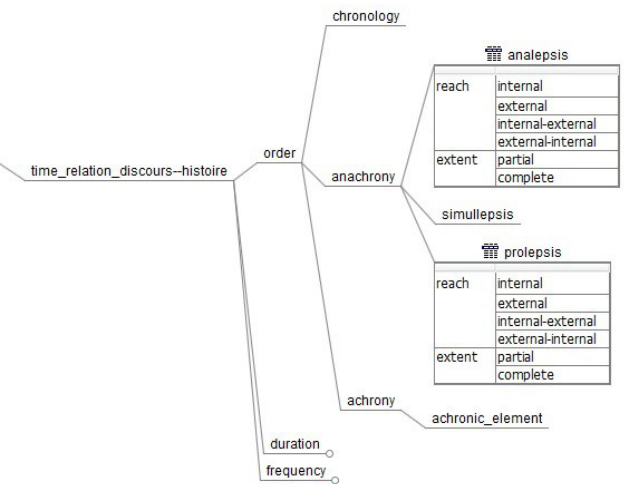 chronology
analepsis
reach internal
external
internal-external
external-internal
extent partial
complete
order
time_relation_discours--histoire
anachrony
simullepsis
prolepsis
reach internal
external
internal-external
external-internal
extent partial
complete
achrony
achronic_element
duration
frequency